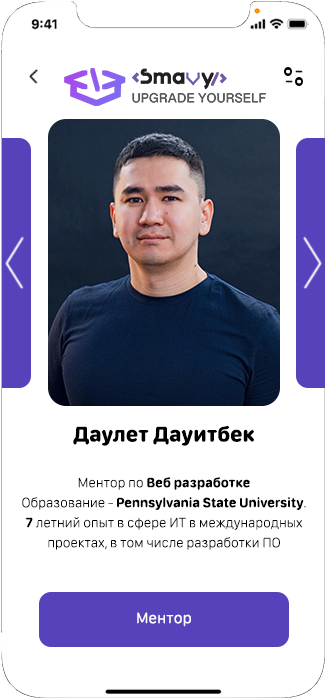 9:41
<Smavy/>
UPGRADE YOURSELF
Даулет Дауитбек
Ментор по Веб разработке
Образование - Pennsylvania State University.
7 летний опыт в сфере ИТ в международных
проектах, в том числе разработки ПО
Ментор